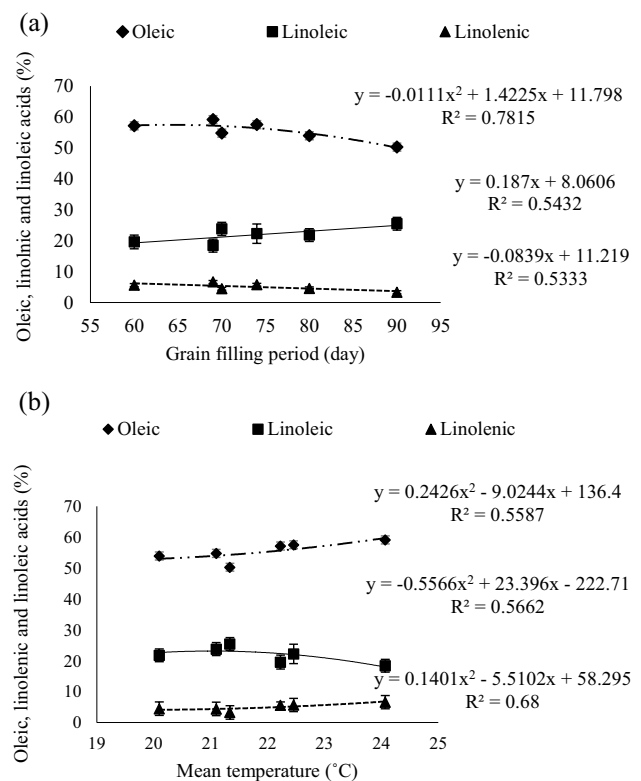 (a)
Oleic Linoleic Linolenic
Oleic, linolnic and linoleic acids (%)
70
60
50
40
30
20
10
0
y = -0.0111x² + 1.4225x + 11.798
R² = 0.7815
y = 0.187x + 8.0606
R² = 0.5432
y = -0.0839x + 11.219
R² = 0.5333
55 60 65 70 75 80 85 90 95
Grain filling period (day)
(b)
Oleic Linoleic Linolenic
Oleic, linolenic and linoleic acids (%)
70
60
50
40
30
20
10
0
y = 0.2426x² - 9.0244x + 136.4
R² = 0.5587
y = -0.5566x² + 23.396x - 222.71
R² = 0.5662
y = 0.1401x² - 5.5102x + 58.295
R² = 0.68
19 20 21 22 23 24 25
Mean temperature (˚C)